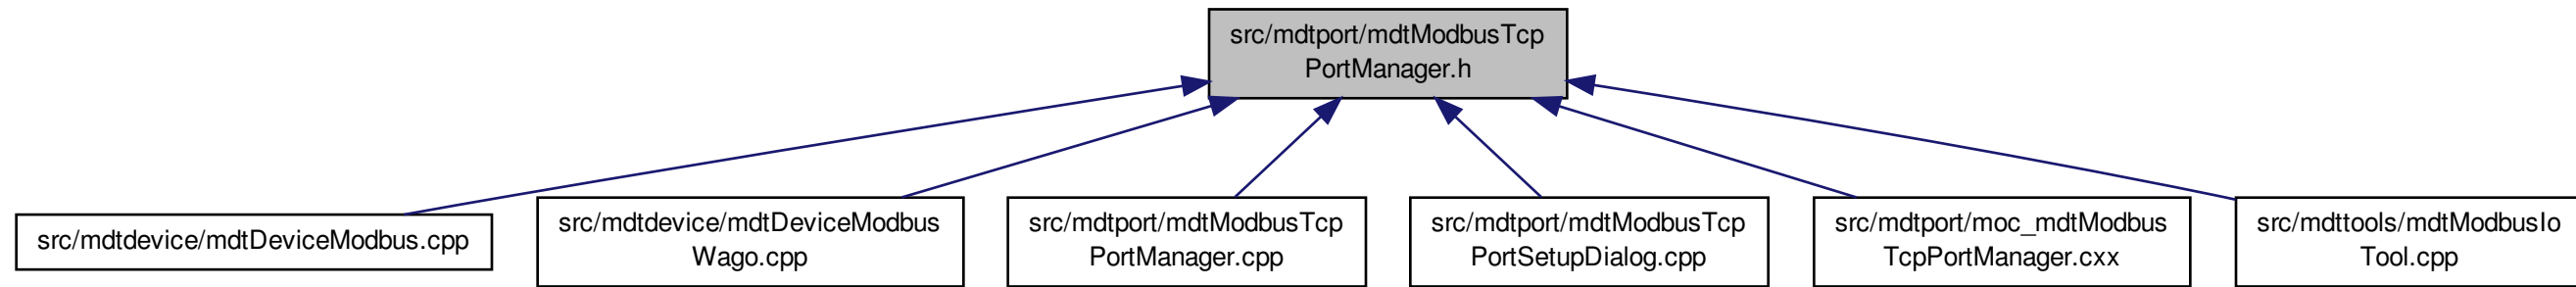 src/mdtport/mdtModbusTcp
PortManager.h
src/mdtdevice/mdtDeviceModbus.cpp
src/mdtdevice/mdtDeviceModbus
Wago.cpp
src/mdtport/mdtModbusTcp
PortManager.cpp
src/mdtport/mdtModbusTcp
PortSetupDialog.cpp
src/mdtport/moc_mdtModbus
TcpPortManager.cxx
src/mdttools/mdtModbusIo
Tool.cpp